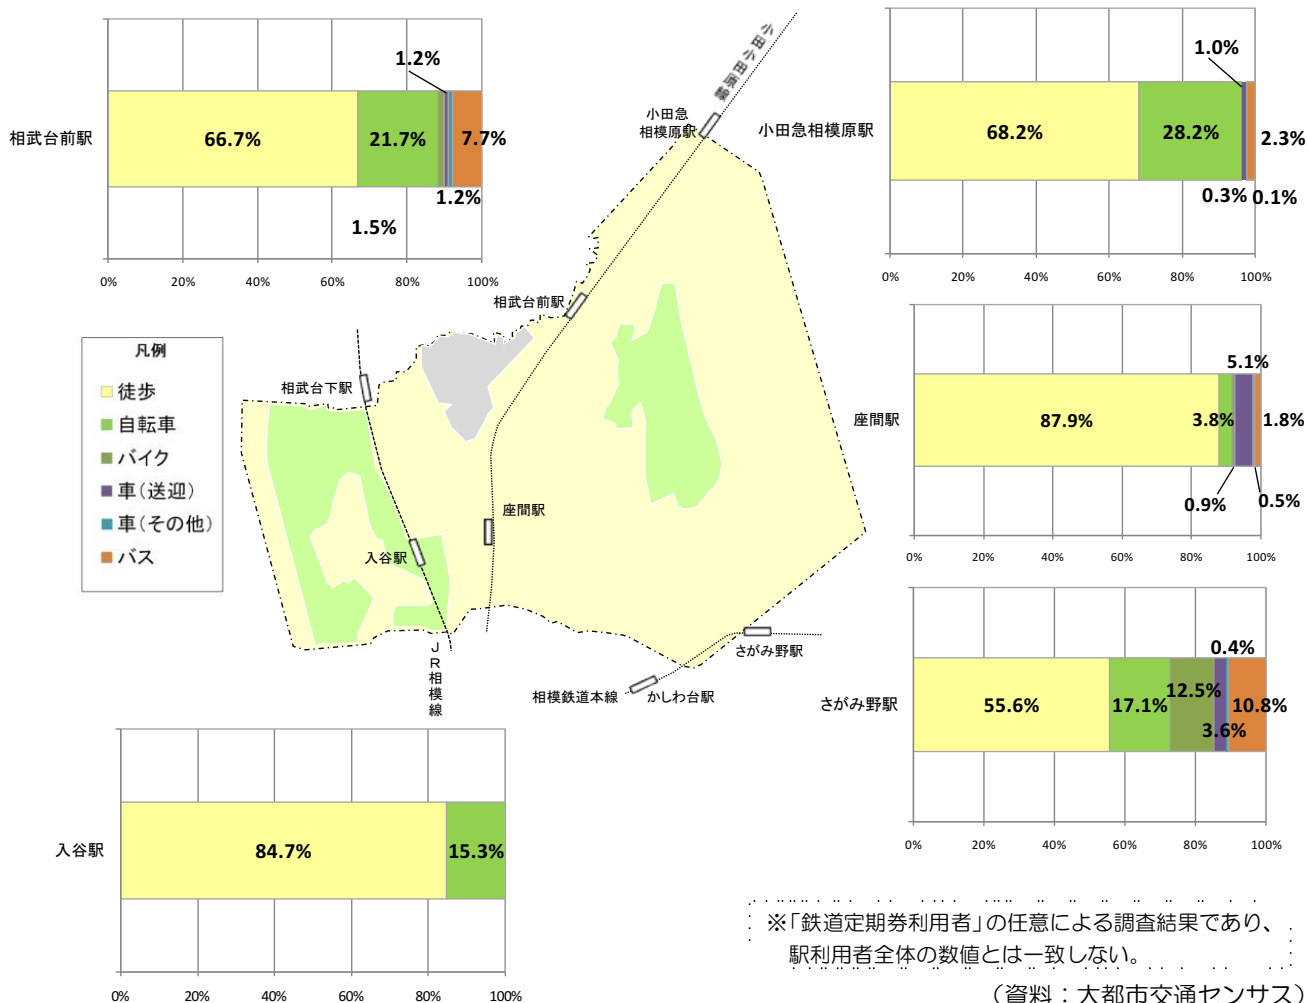 相武台前駅
66.7%
21.7%
1.2%
7.7%
1.2%
1.5%
0%
20%
40%
60%
80%
100%
小田急相模原駅
68.2%
28.2%
1.0%
2.3%
0.3%
0.1%
0%
20%
40%
60%
80%
100%
凡例
徒歩
自転車
バイク
車(送迎)
車(その他)
バス
小田急
相模原駅
相武台前駅
相武台下駅
座間駅
入谷駅
さがみ野駅
かしわ台駅
相模鉄道本線
JR相模線
座間駅
87.9%
3.8%
5.1%
1.8%
0.9%
0.5%
0%
20%
40%
60%
80%
100%
さがみ野駅
55.6%
17.1%
12.5%
0.4%
10.8%
3.6%
0%
20%
40%
60%
80%
100%
入谷駅
84.7%
15.3%
0%
20%
40%
60%
80%
100%
※「鉄道定期券利用者」の任意による調査結果であり、
駅利用者全体の数値とは一致しない。
(資料:大都市交通センサス)